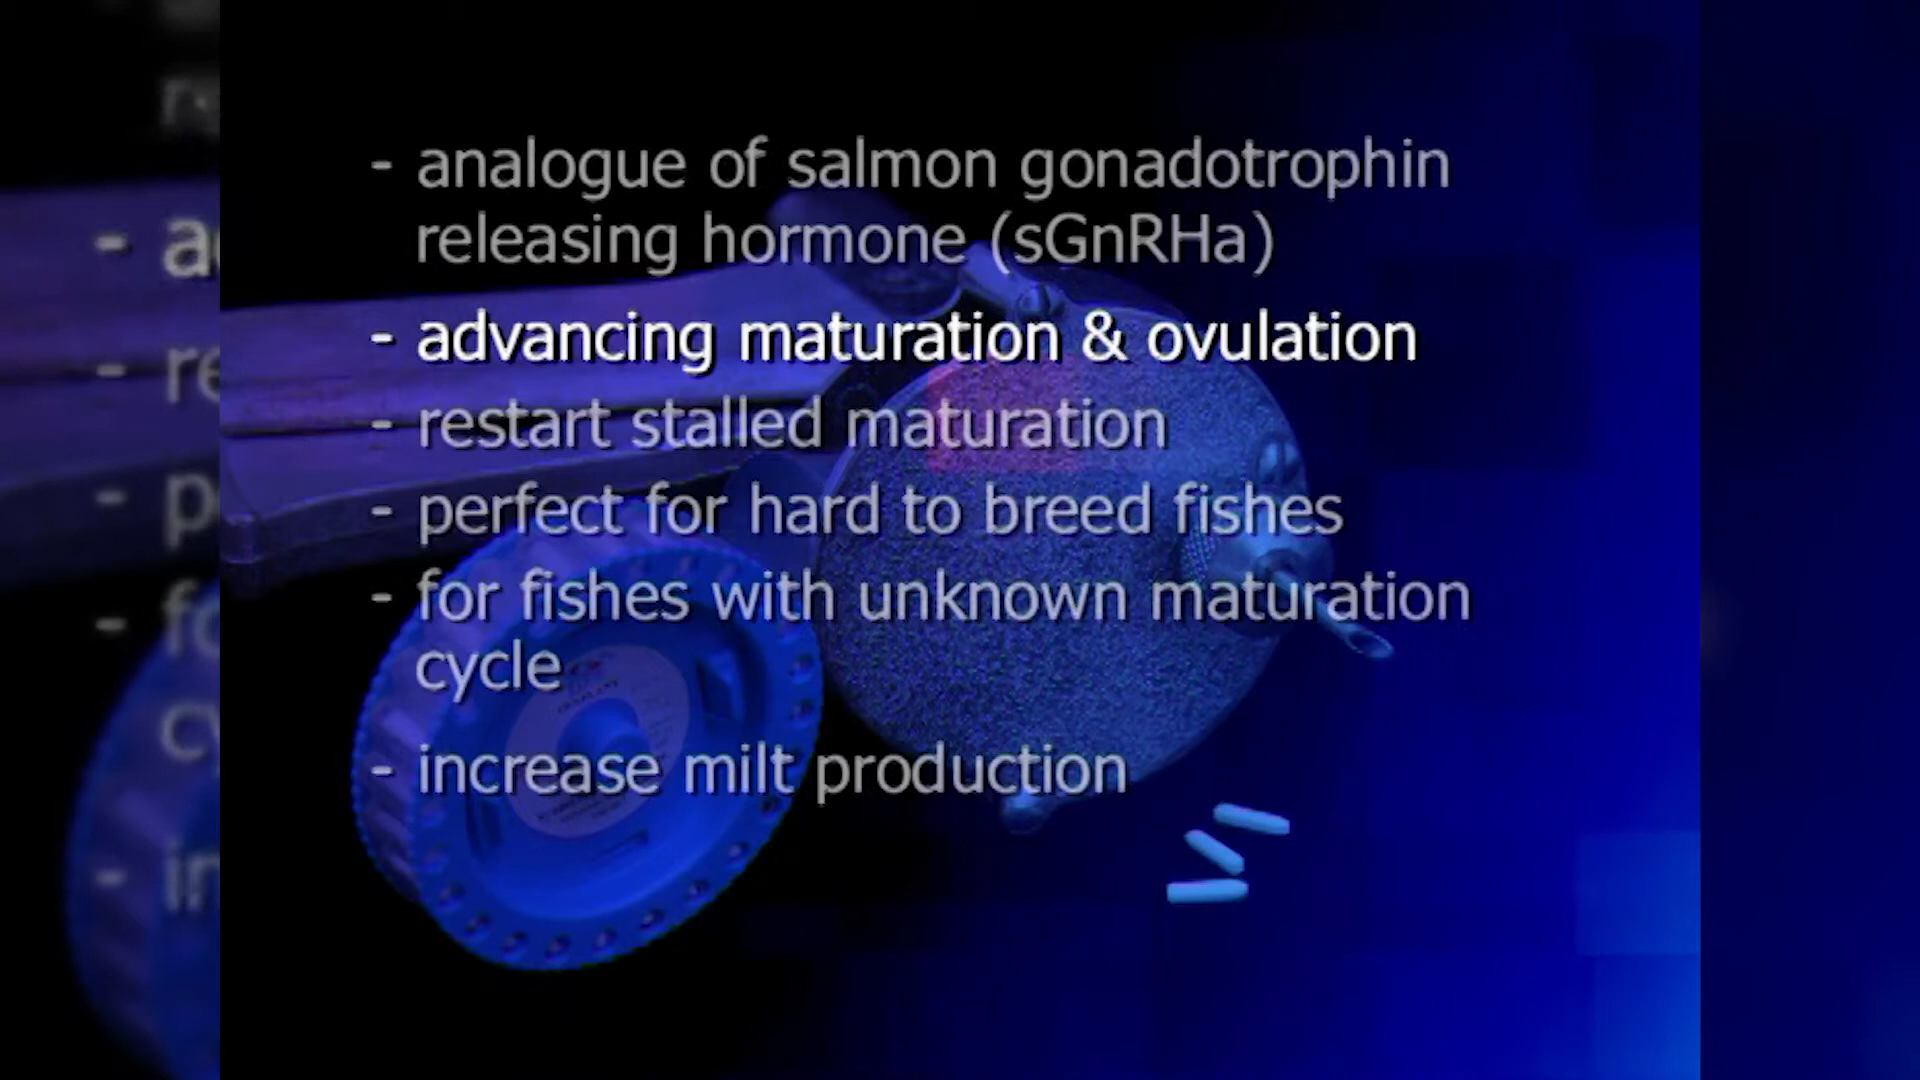 - analogue of salmon gonadotrophin
releasing hormone (sGnRHa)
- advancing maturation & ovulation
- restart stalled maturation
- perfect for hard to breed fishes
- for fishes with unknown maturation
cycle
- increase milt production